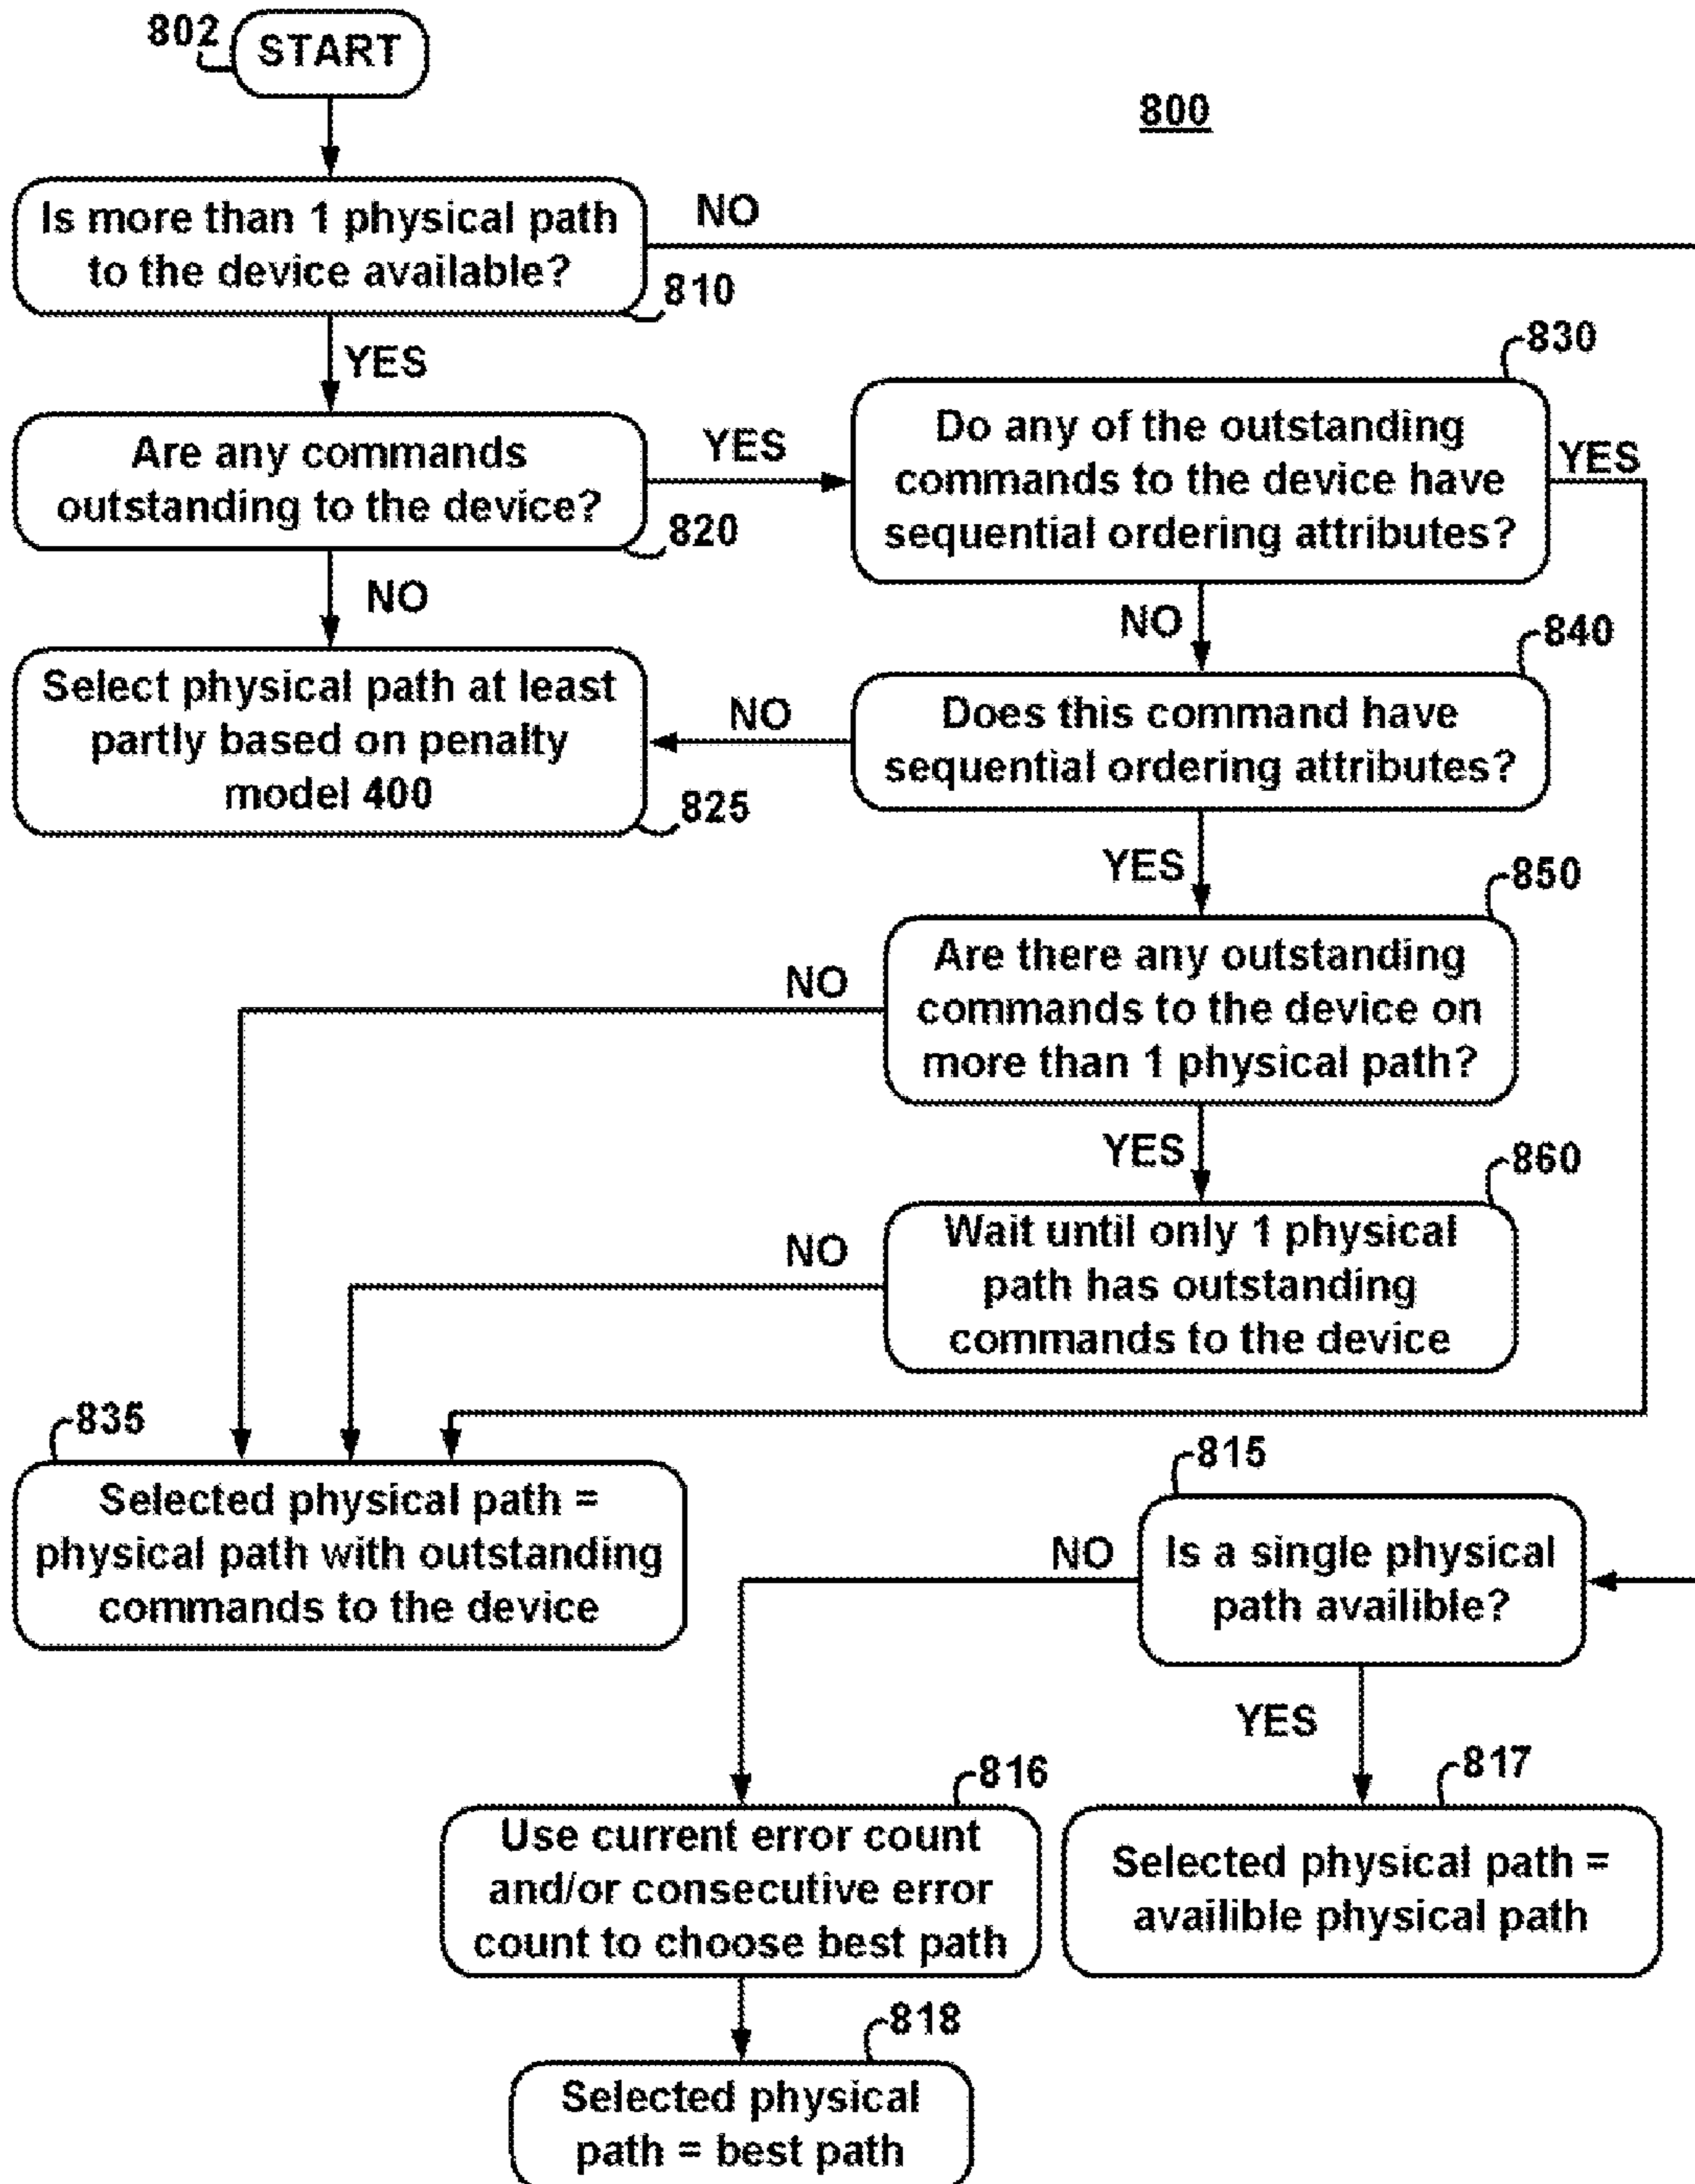 802
START
800
Is more than 1 physical path
to the device available?
810
NO
YES
Are any commands
outstanding to the device?
820
YES
NO
830
Do any of the outstanding
commands to the device have
sequential ordering attributes?
YES
NO
840
Does this command have
sequential ordering attributes?
NO
Select physical path at least
partly based on penalty
model 400
825
YES
850
Are there any outstanding
commands to the device on
more than 1 physical path?
NO
YES
860
Wait until only 1 physical
path has outstanding
commands to the device
NO
835
Selected physical path =
physical path with outstanding
commands to the device
815
Is a single physical
path availible?
NO
YES
816
Use current error count
and/or consecutive error
count to choose best path
817
Selected physical path =
availible physical path
818
Selected physical
path = best path